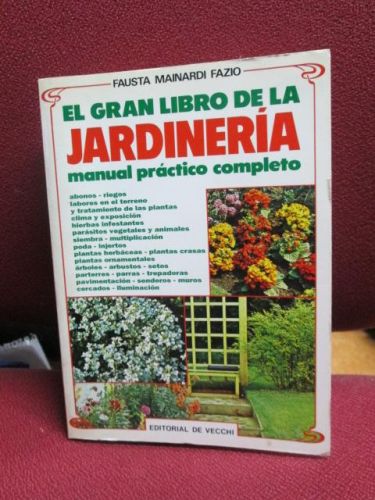 FAUSTA MAINARDI FAZIO
EL GRAN LIBRO DE LA
JARDINERÍA
manual práctico completo
abonos - riegos
labores en el terreno
y tratamiento de las plantas
clima y exposición
hierbas infestantes
parásitos vegetales y animales
siembra - multiplicación
poda - injertos
plantas herbáceas - plantas crasas
plantas ornamentales
árboles - arbustos - setos
parterres - parras - trepadoras
pavimentación - senderos - muros
cercados - iluminación
EDITORIAL DE VECCHI